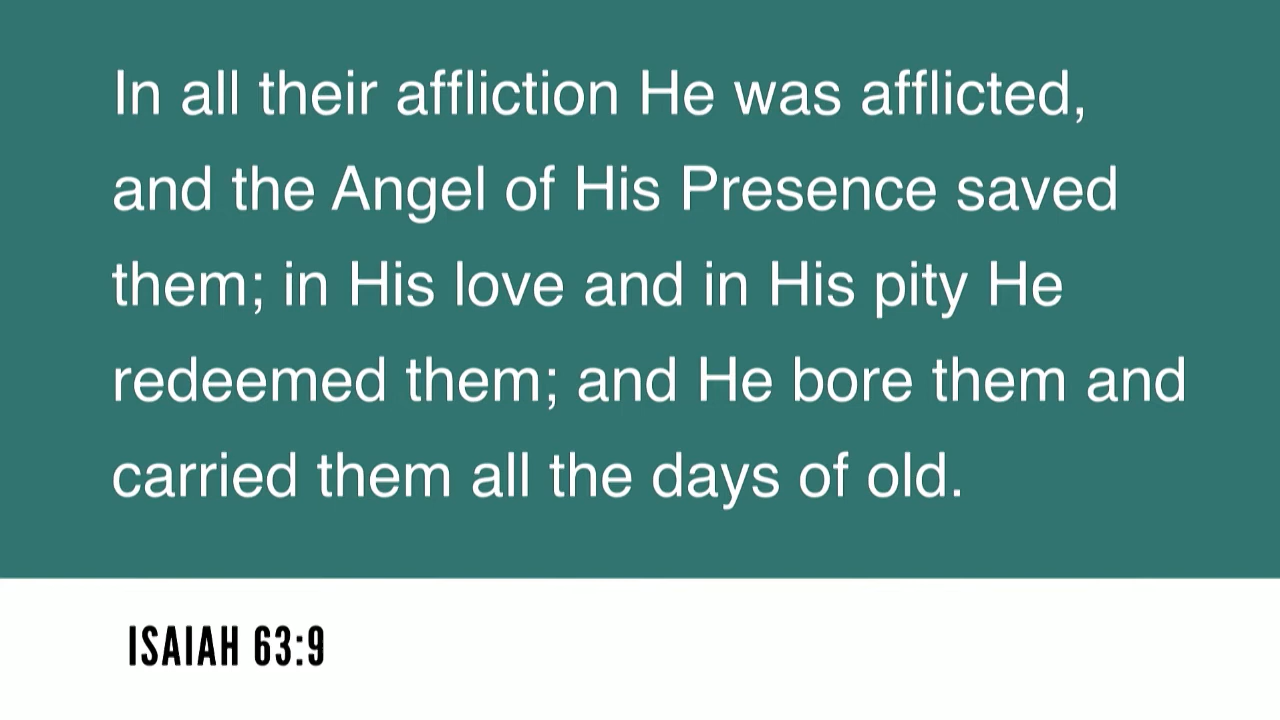 In all their affliction He was afflicted,
and the Angel of His Presence saved
them; in His love and in His pity He
redeemed them; and He bore them and
carried them all the days of old.
ISAIAH 63:9